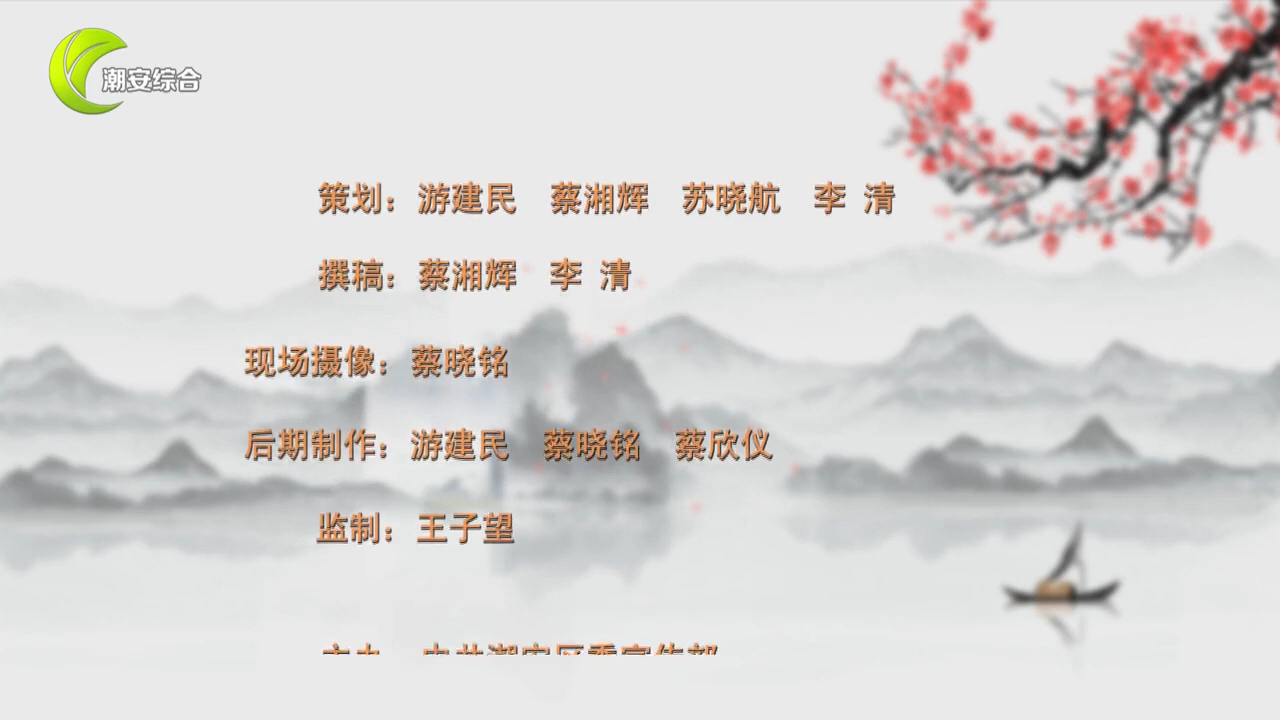 潮安综合
策划：游建民 蔡湘辉 苏晓航 李 清
撰稿：蔡湘辉 李 清
现场摄像：蔡晓铭
后期制作：游建民 蔡晓铭 蔡欣仪
监制：王子望